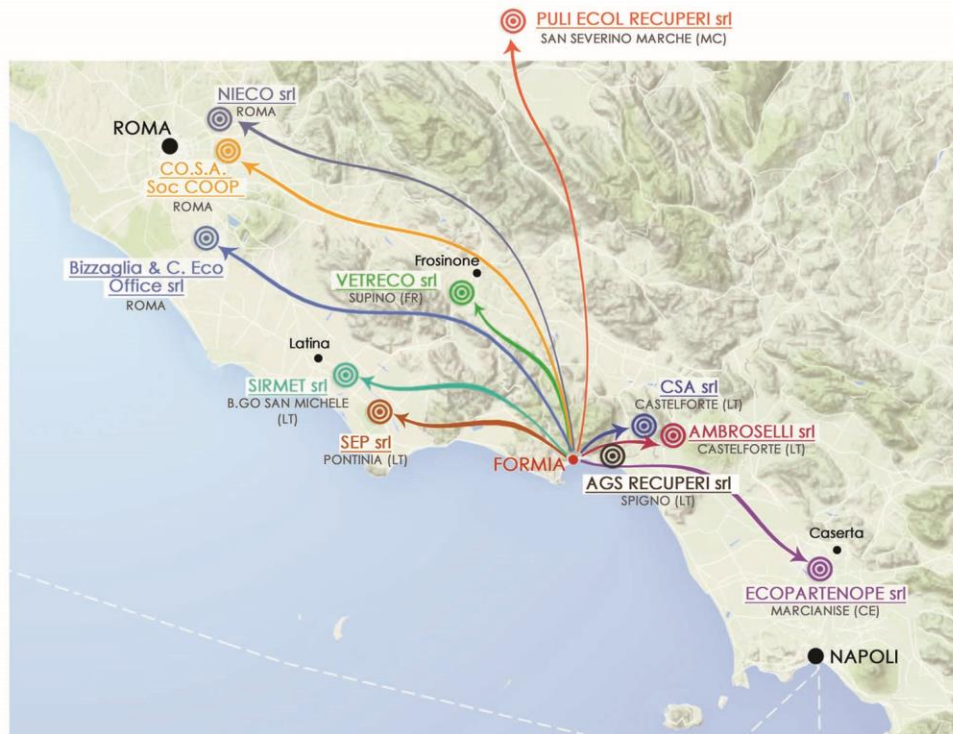 PULI ECOL RECUPERI srl
SAN SEVERINO MARCHE (MC)
NIECO srl
ROMA
ROMA
CO.S.A.
Soc COOP
ROMA
Bizzaglia & C. Eco
Office srl
ROMA
Frosinone
VETRECO srl
SUPINO (FR)
Latina
SIRMET srl
B.GO SAN MICHELE
(LT)
SEP srl
PONTINIA (LT)
FORMIA
CSA srl
CASTELFORTE (LT)
AMBROSELLI srl
CASTELFORTE (LT)
AGS RECUPERI srl
SPIGNO (LT)
Caserta
ECOPARTENOPE srl
MARCIANISE (CE)
NAPOLI